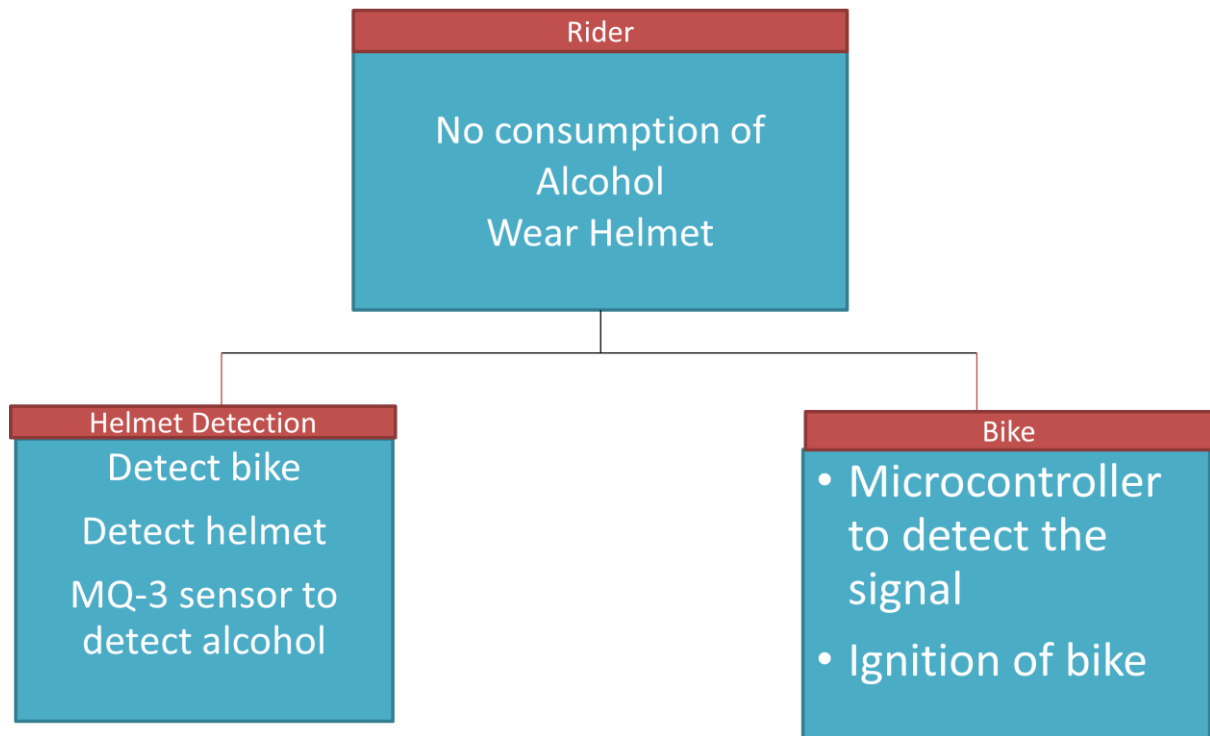 Rider
No consumption of
Alcohol
Wear Helmet
Helmet Detection
Detect bike
Detect helmet
MQ-3 sensor to
detect alcohol
Bike
• Microcontroller
to detect the
signal
• Ignition of bike